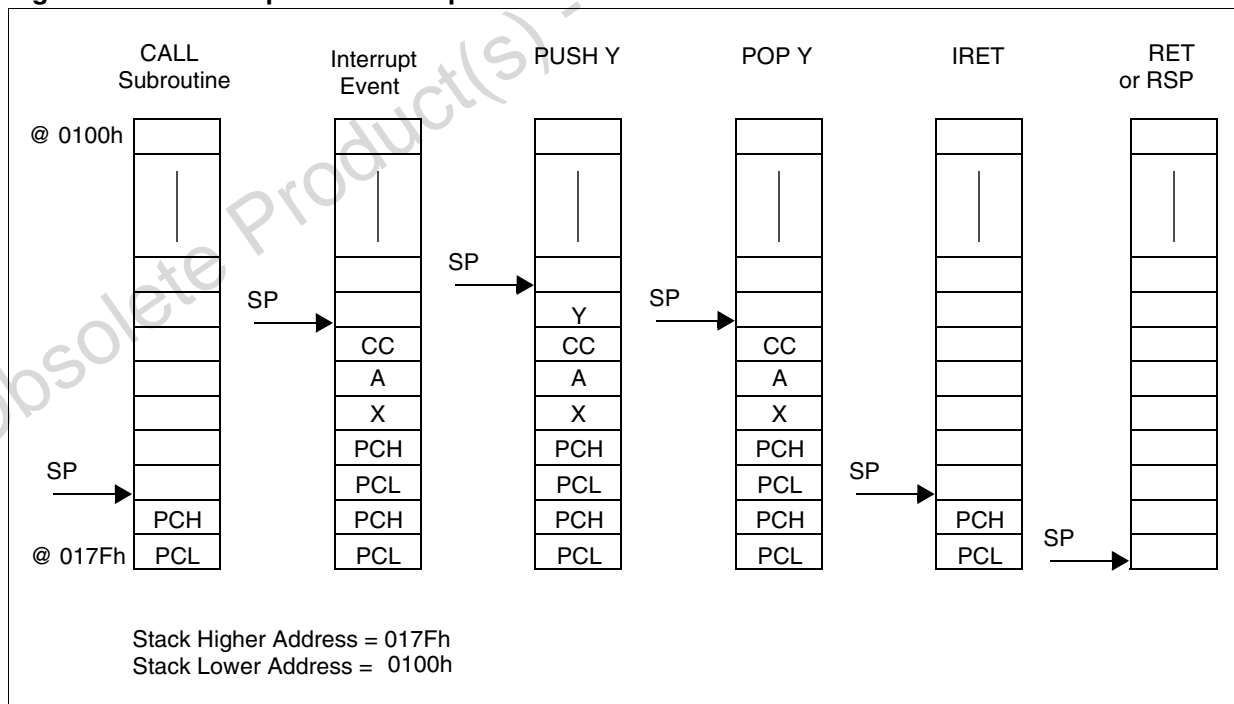 CALL
Subroutine
Interrupt
Event
PUSH Y
POP Y
IRET
RET
or RSP
@ 0100h
SP
SP
SP
Y
CC
CC
CC
A
A
A
X
X
X
PCH
PCH
PCH
SP
SP
PCL
PCL
PCL
PCH
PCH
PCH
PCH
PCH
SP
@ 017Fh
PCL
PCL
PCL
PCL
PCL
Stack Higher Address = 017Fh
Stack Lower Address = 0100h
Obsolete Product(s) -